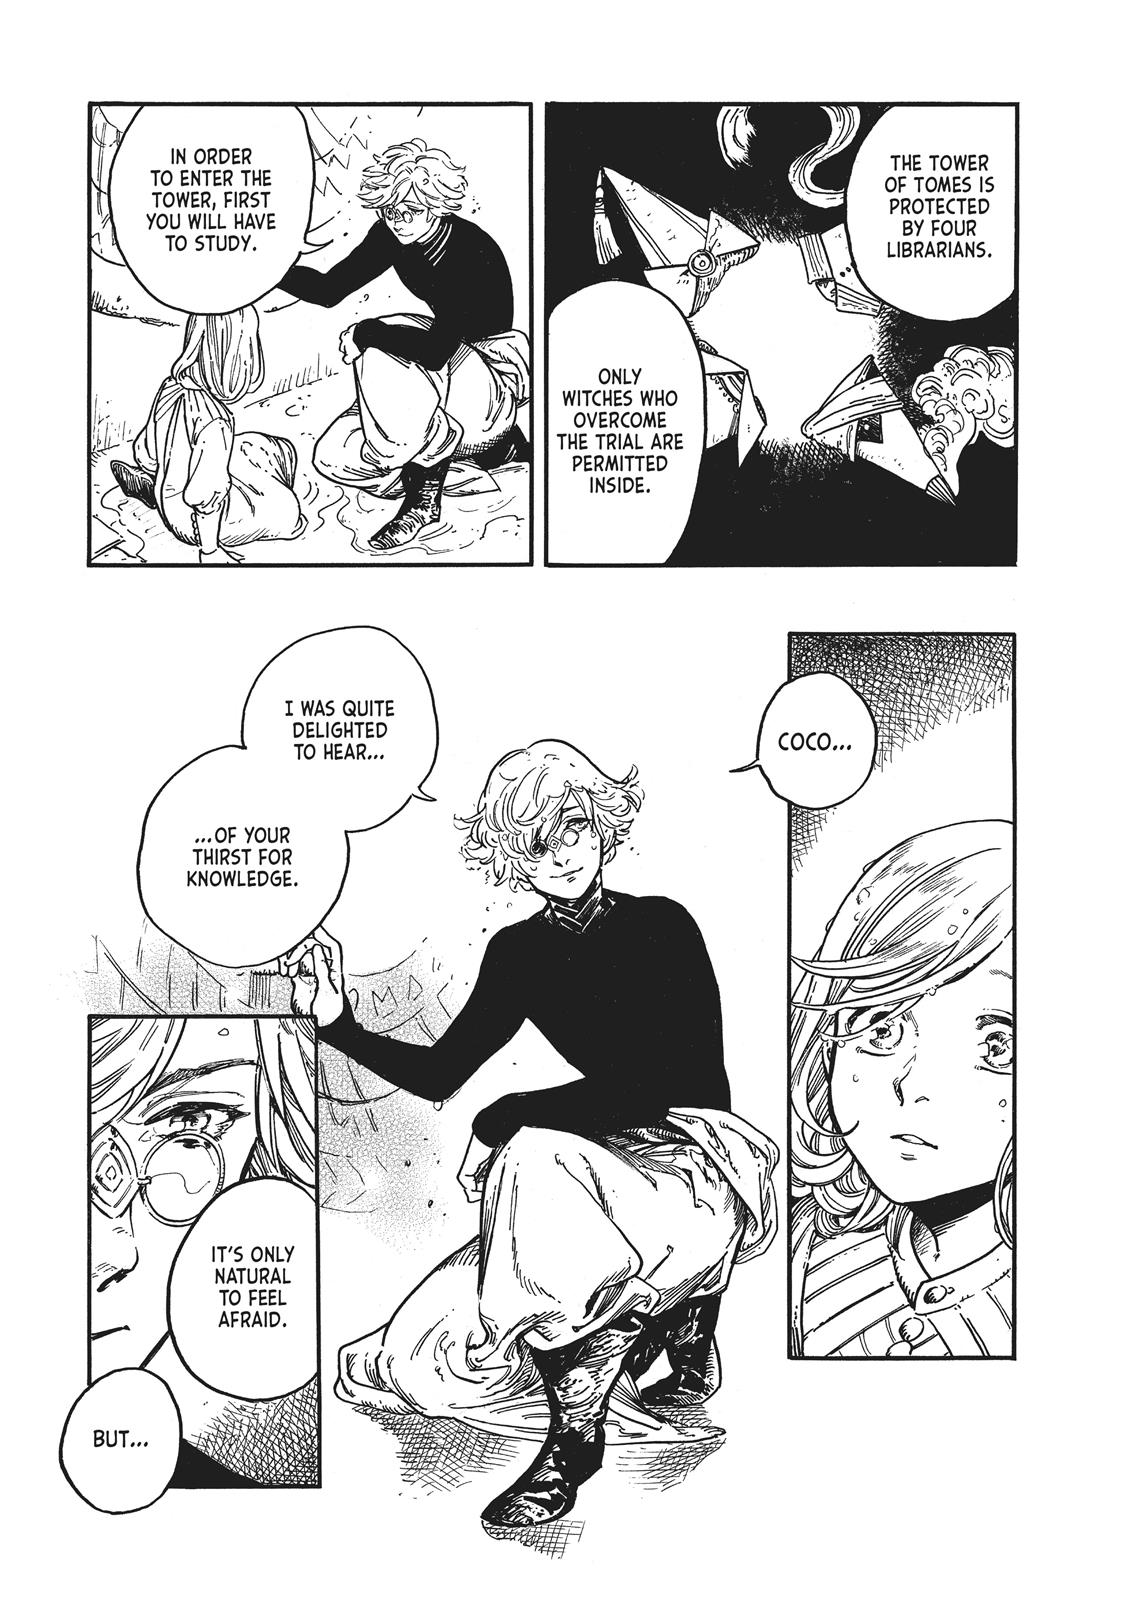 THE TOWER
OF TOMES IS
PROTECTED
BY FOUR
LIBRARIANS.
ONLY
WITCHES WHO
OVERCOME
THE TRIAL ARE
PERMITTED
INSIDE.
IN ORDER
TO ENTER THE
TOWER, FIRST
YOU WILL HAVE
TO STUDY.
COCO...
I WAS QUITE
DELIGHTED
TO HEAR...
...OF YOUR
THIRST FOR
KNOWLEDGE.
IT'S ONLY
NATURAL
TO FEEL
AFRAID.
BUT...